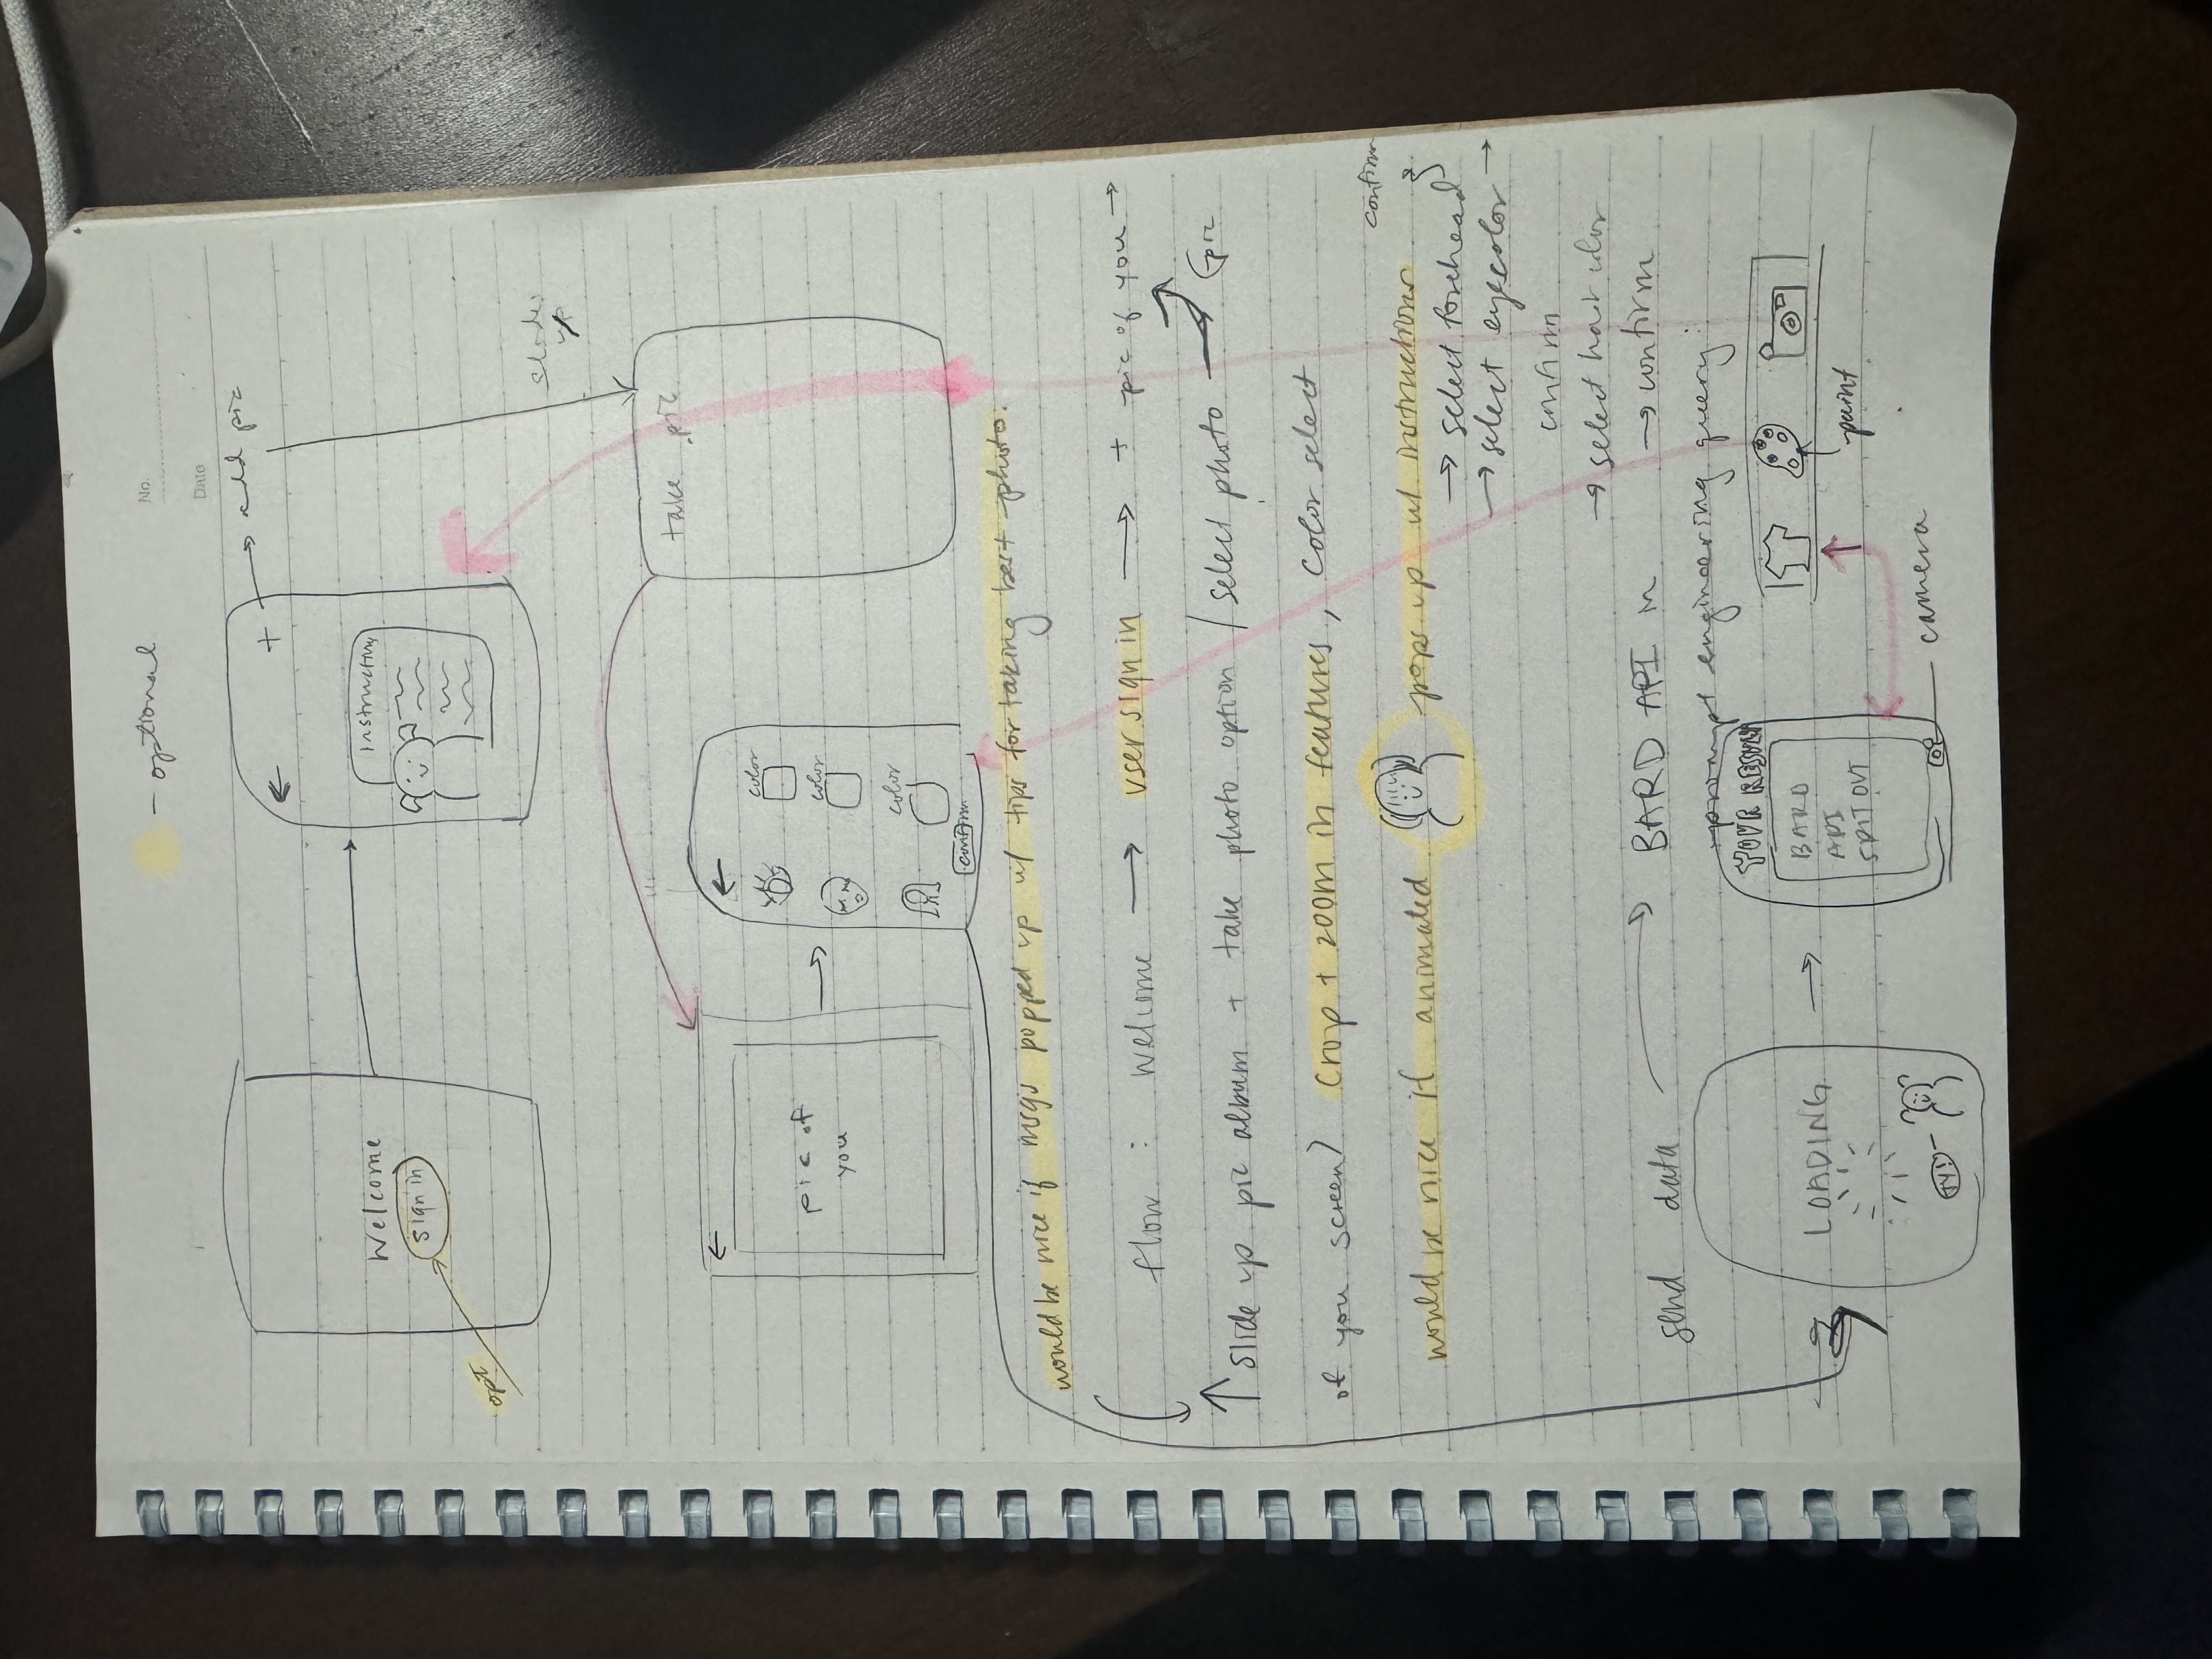 - optional
No.
Date
← + → add pic
Welcome
sign in
opt
Instructions
slides
up
take pic
←
pic of
you
←
color
color
color
confirm
would be nice if msgs popped up w/ tips for taking best photo.
flow : Welcome → user sign in → + pic of you →
↑ slide up pic album + take photo option / select photo → (pic
of you screen) crop + zoom in features, color select
confirm
would be nice if animated pops up w/ instructions
→ select forehead
→ select eyecolor →
confirm
→ select hair color
send data → BARD API in → confirm
prompt engineering query:
YOUR RESULT
LOADING
BARD
API
SPIT OUT
paint
TY!
camera